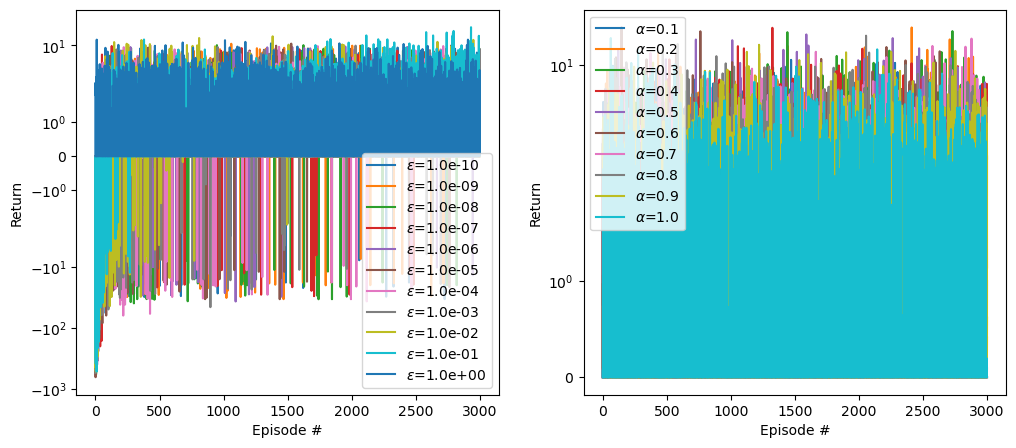 10¹
10⁰
0
−10⁰
−10¹
−10²
−10³
Return
0
500
1000
1500
2000
2500
3000
Episode #
ε=1.0e-10
ε=1.0e-09
ε=1.0e-08
ε=1.0e-07
ε=1.0e-06
ε=1.0e-05
ε=1.0e-04
ε=1.0e-03
ε=1.0e-02
ε=1.0e-01
ε=1.0e+00
10¹
10⁰
0
Return
0
500
1000
1500
2000
2500
3000
Episode #
α=0.1
α=0.2
α=0.3
α=0.4
α=0.5
α=0.6
α=0.7
α=0.8
α=0.9
α=1.0